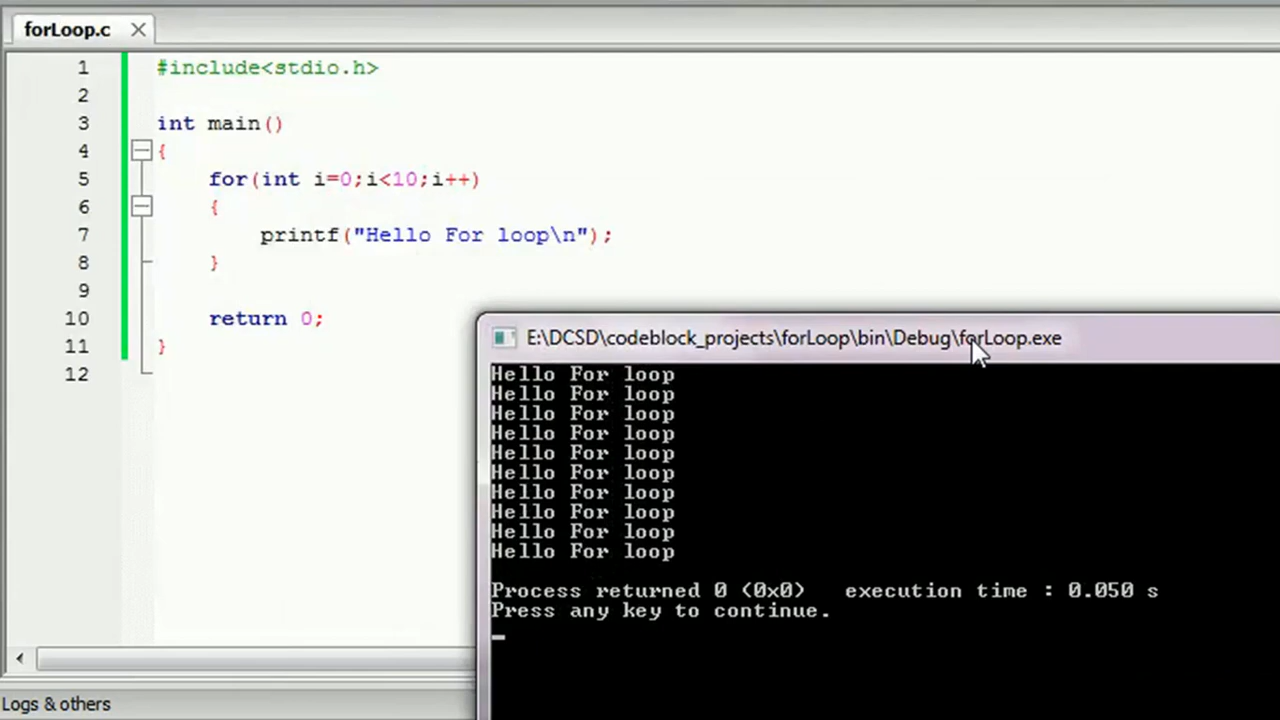 forLoop.c
1 #include<stdio.h>
2
3 int main()
4 {
5 for(int i=0;i<10;i++)
6 {
7 printf("Hello For loop\n");
8 }
9
10 return 0;
11 }
12
E:\DCSD\codeblock_projects\forLoop\bin\Debug\forLoop.exe
Hello For loop
Hello For loop
Hello For loop
Hello For loop
Hello For loop
Hello For loop
Hello For loop
Hello For loop
Hello For loop
Hello For loop
Process returned 0 (0x0) execution time : 0.050 s
Press any key to continue.
Logs & others